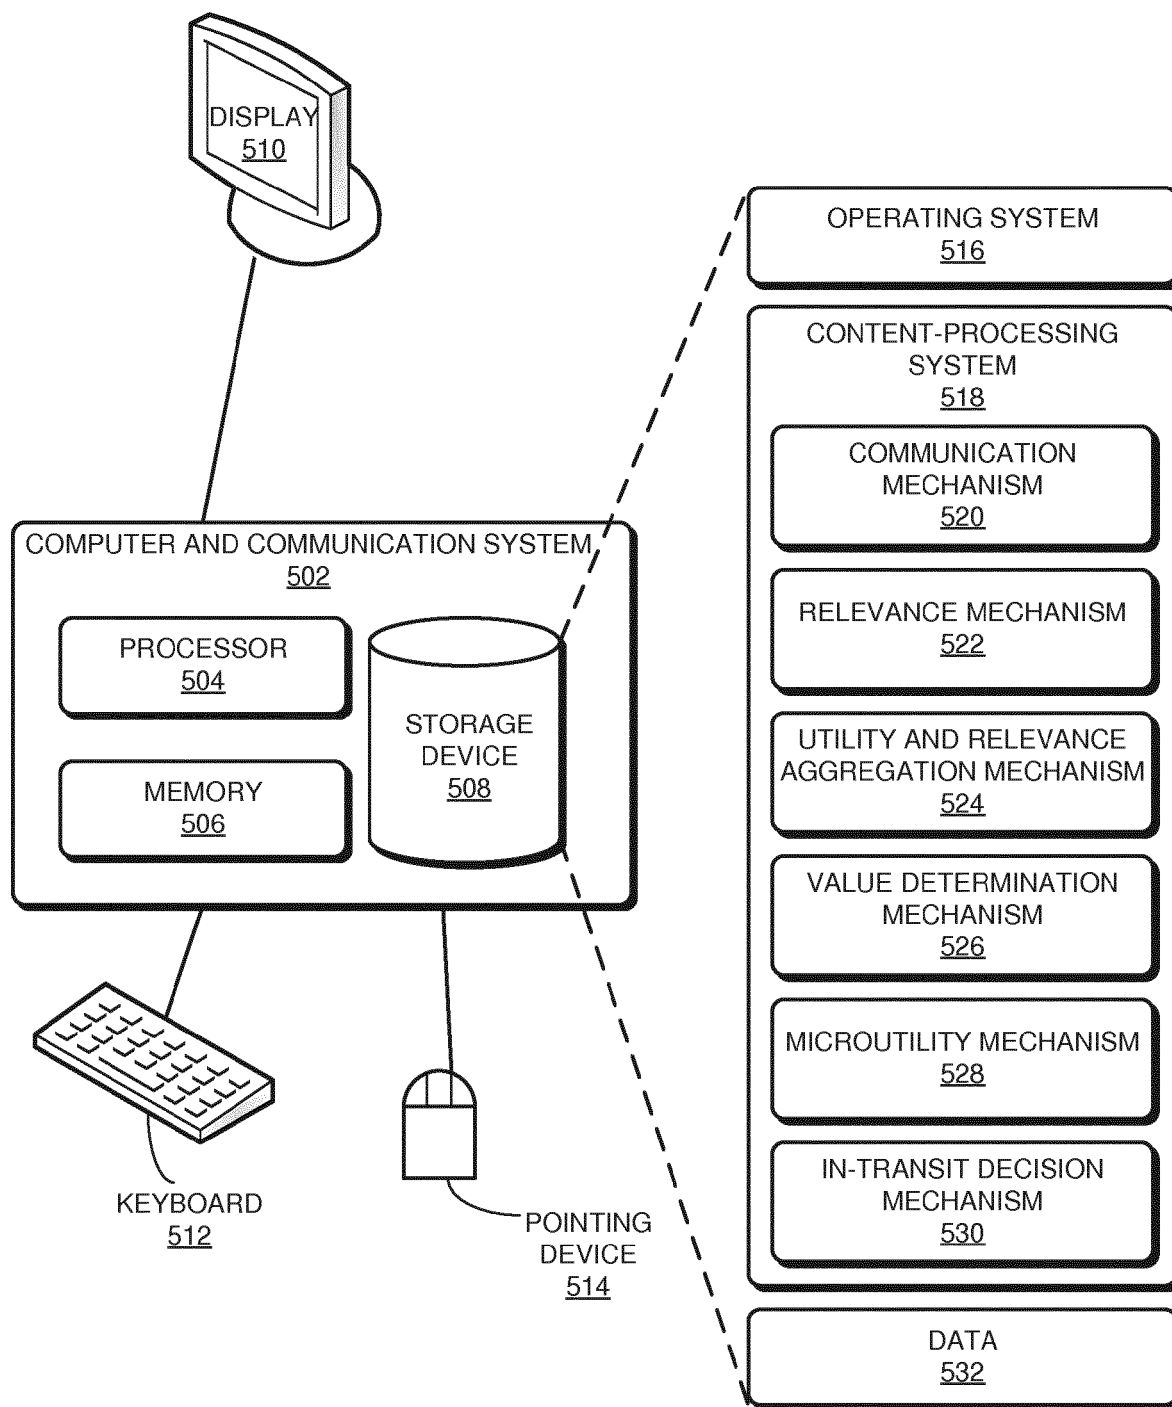 DISPLAY
510
OPERATING SYSTEM
516
CONTENT-PROCESSING
SYSTEM
518
COMMUNICATION
MECHANISM
520
RELEVANCE MECHANISM
522
UTILITY AND RELEVANCE
AGGREGATION MECHANISM
524
VALUE DETERMINATION
MECHANISM
526
MICROUTILITY MECHANISM
528
IN-TRANSIT DECISION
MECHANISM
530
DATA
532
COMPUTER AND COMMUNICATION SYSTEM
502
PROCESSOR
504
MEMORY
506
STORAGE
DEVICE
508
KEYBOARD
512
POINTING
DEVICE
514